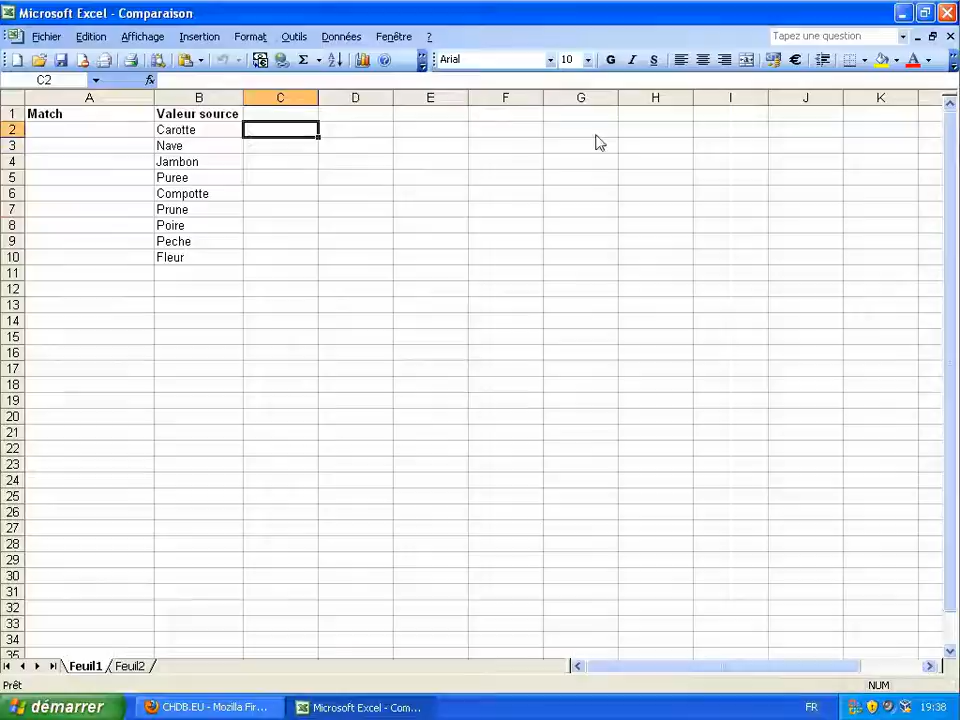 Microsoft Excel - Comparaison
Fichier Edition Affichage Insertion Format Outils Données Fenêtre ? Tapez une question
Arial 10 G I S €
C2 fx
A B C D E F G H I J K
1 Match Valeur source
2 Carotte
3 Nave
4 Jambon
5 Puree
6 Compotte
7 Prune
8 Poire
9 Peche
10 Fleur
11
12
13
14
15
16
17
18
19
20
21
22
23
24
25
26
27
28
29
30
31
32
33
34
35
Feuil1 Feuil2
Prêt NUM
démarrer CHDB.EU - Mozilla Fir... Microsoft Excel - Com... FR 19:38